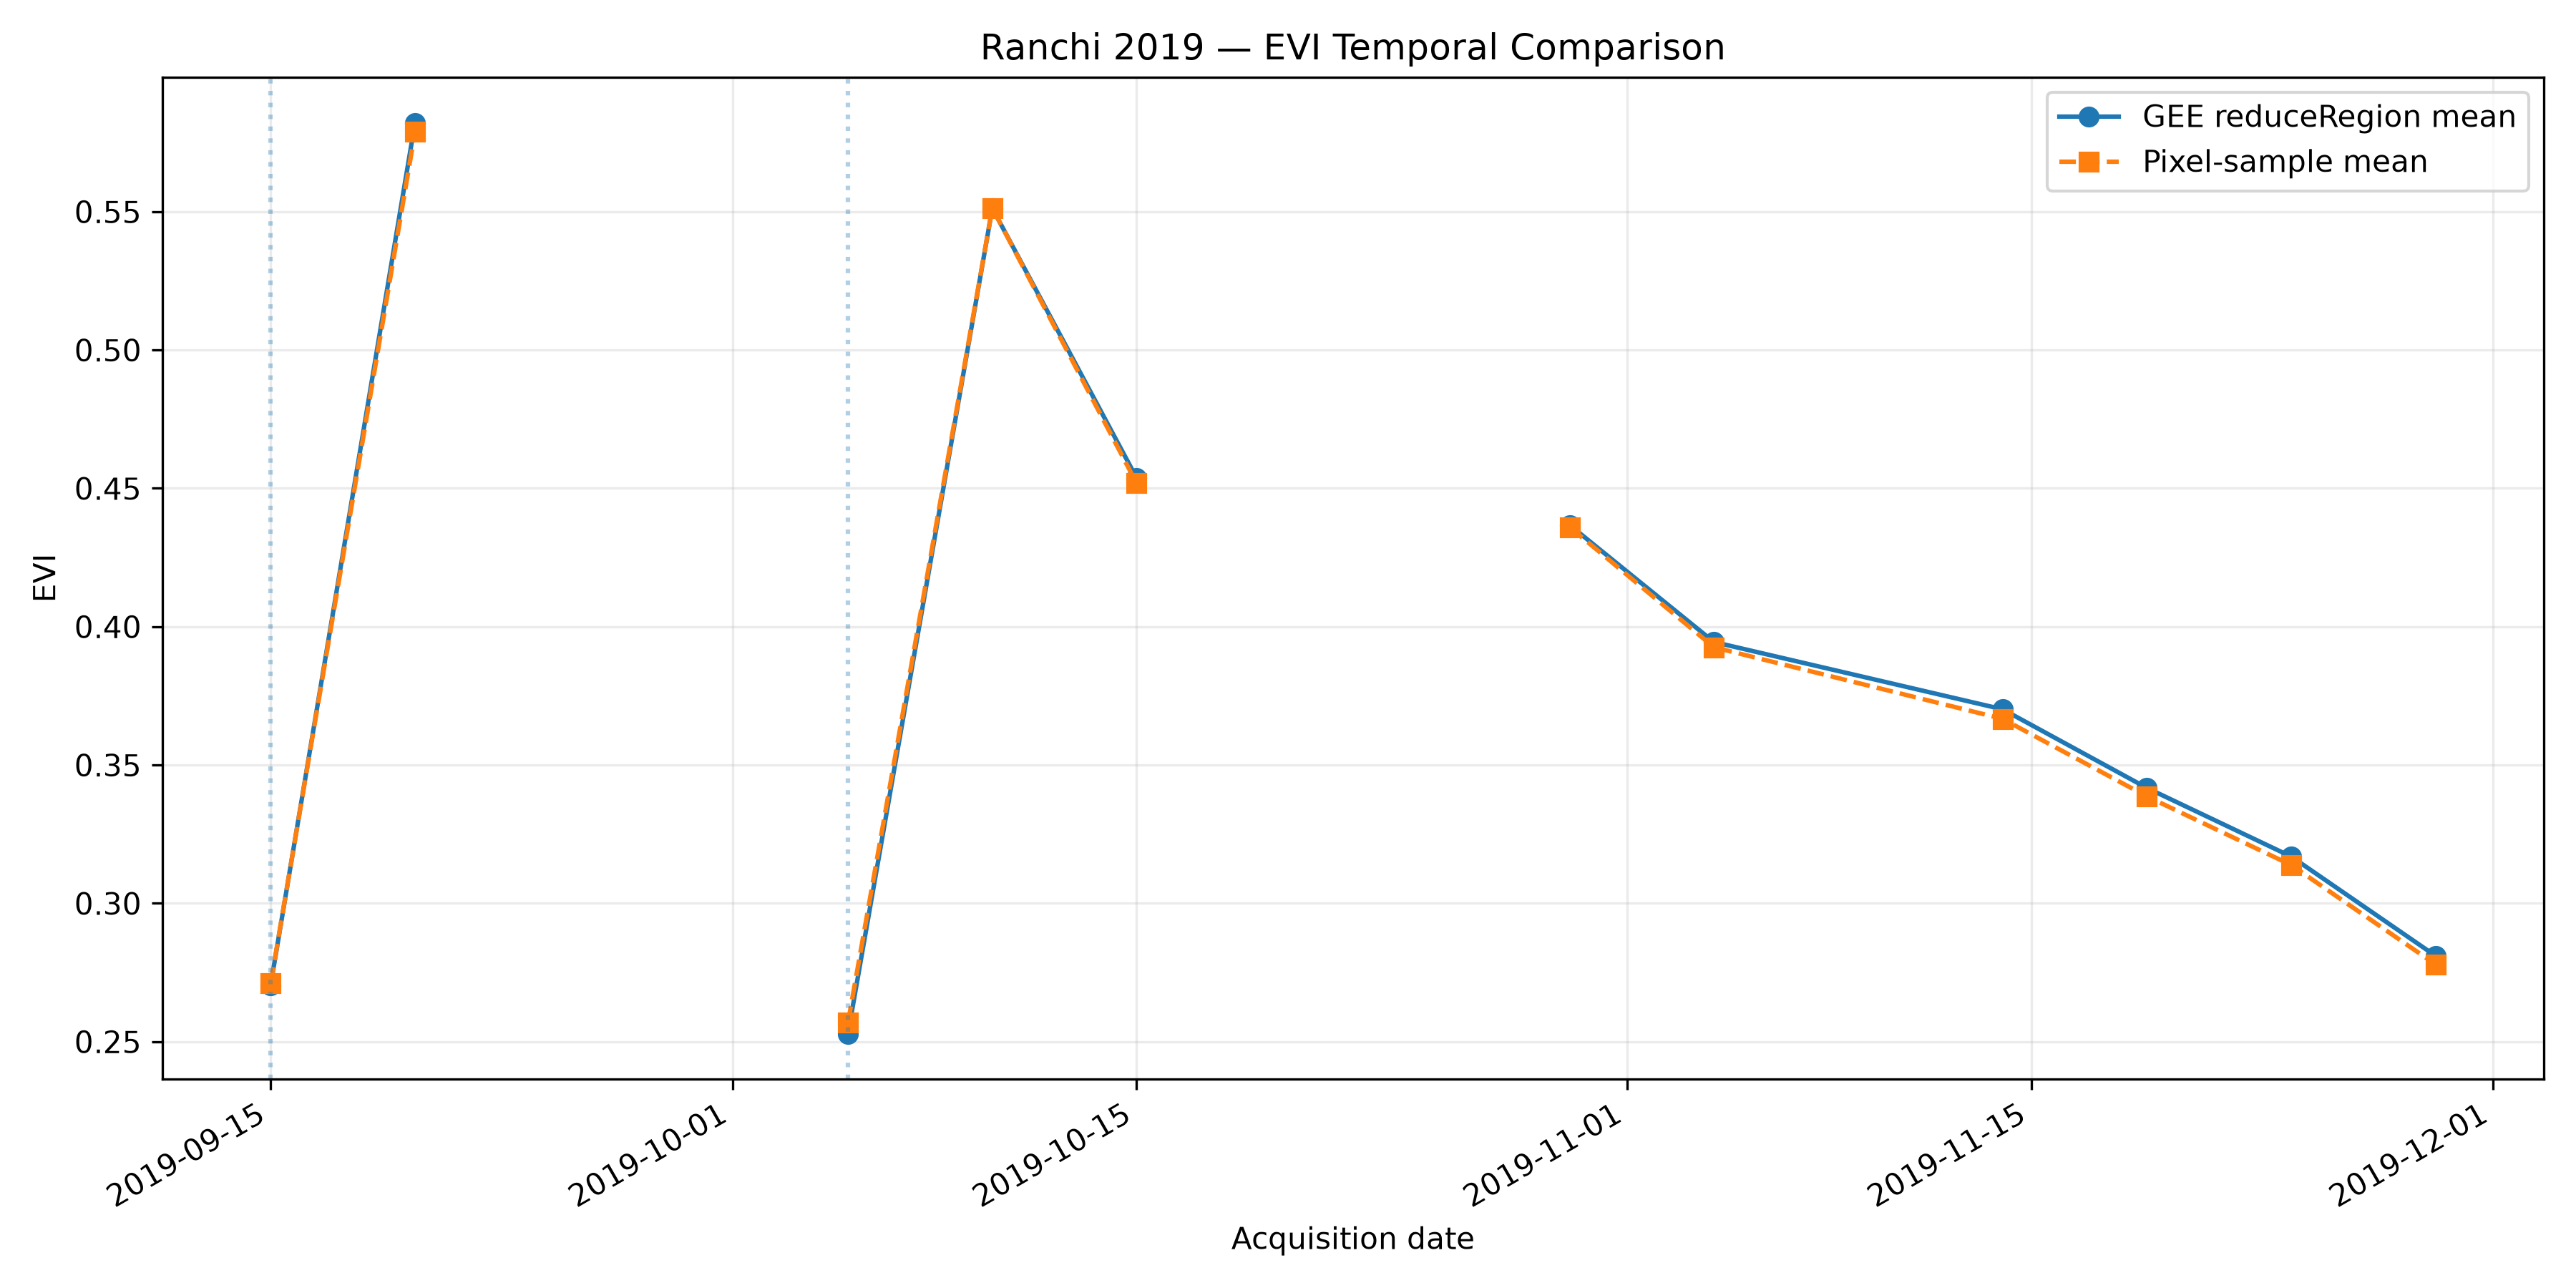 Ranchi 2019 — EVI Temporal Comparison
GEE reduceRegion mean
Pixel-sample mean
EVI
0.55
0.50
0.45
0.40
0.35
0.30
0.25
2019-09-15
2019-10-01
2019-10-15
2019-11-01
2019-11-15
2019-12-01
Acquisition date